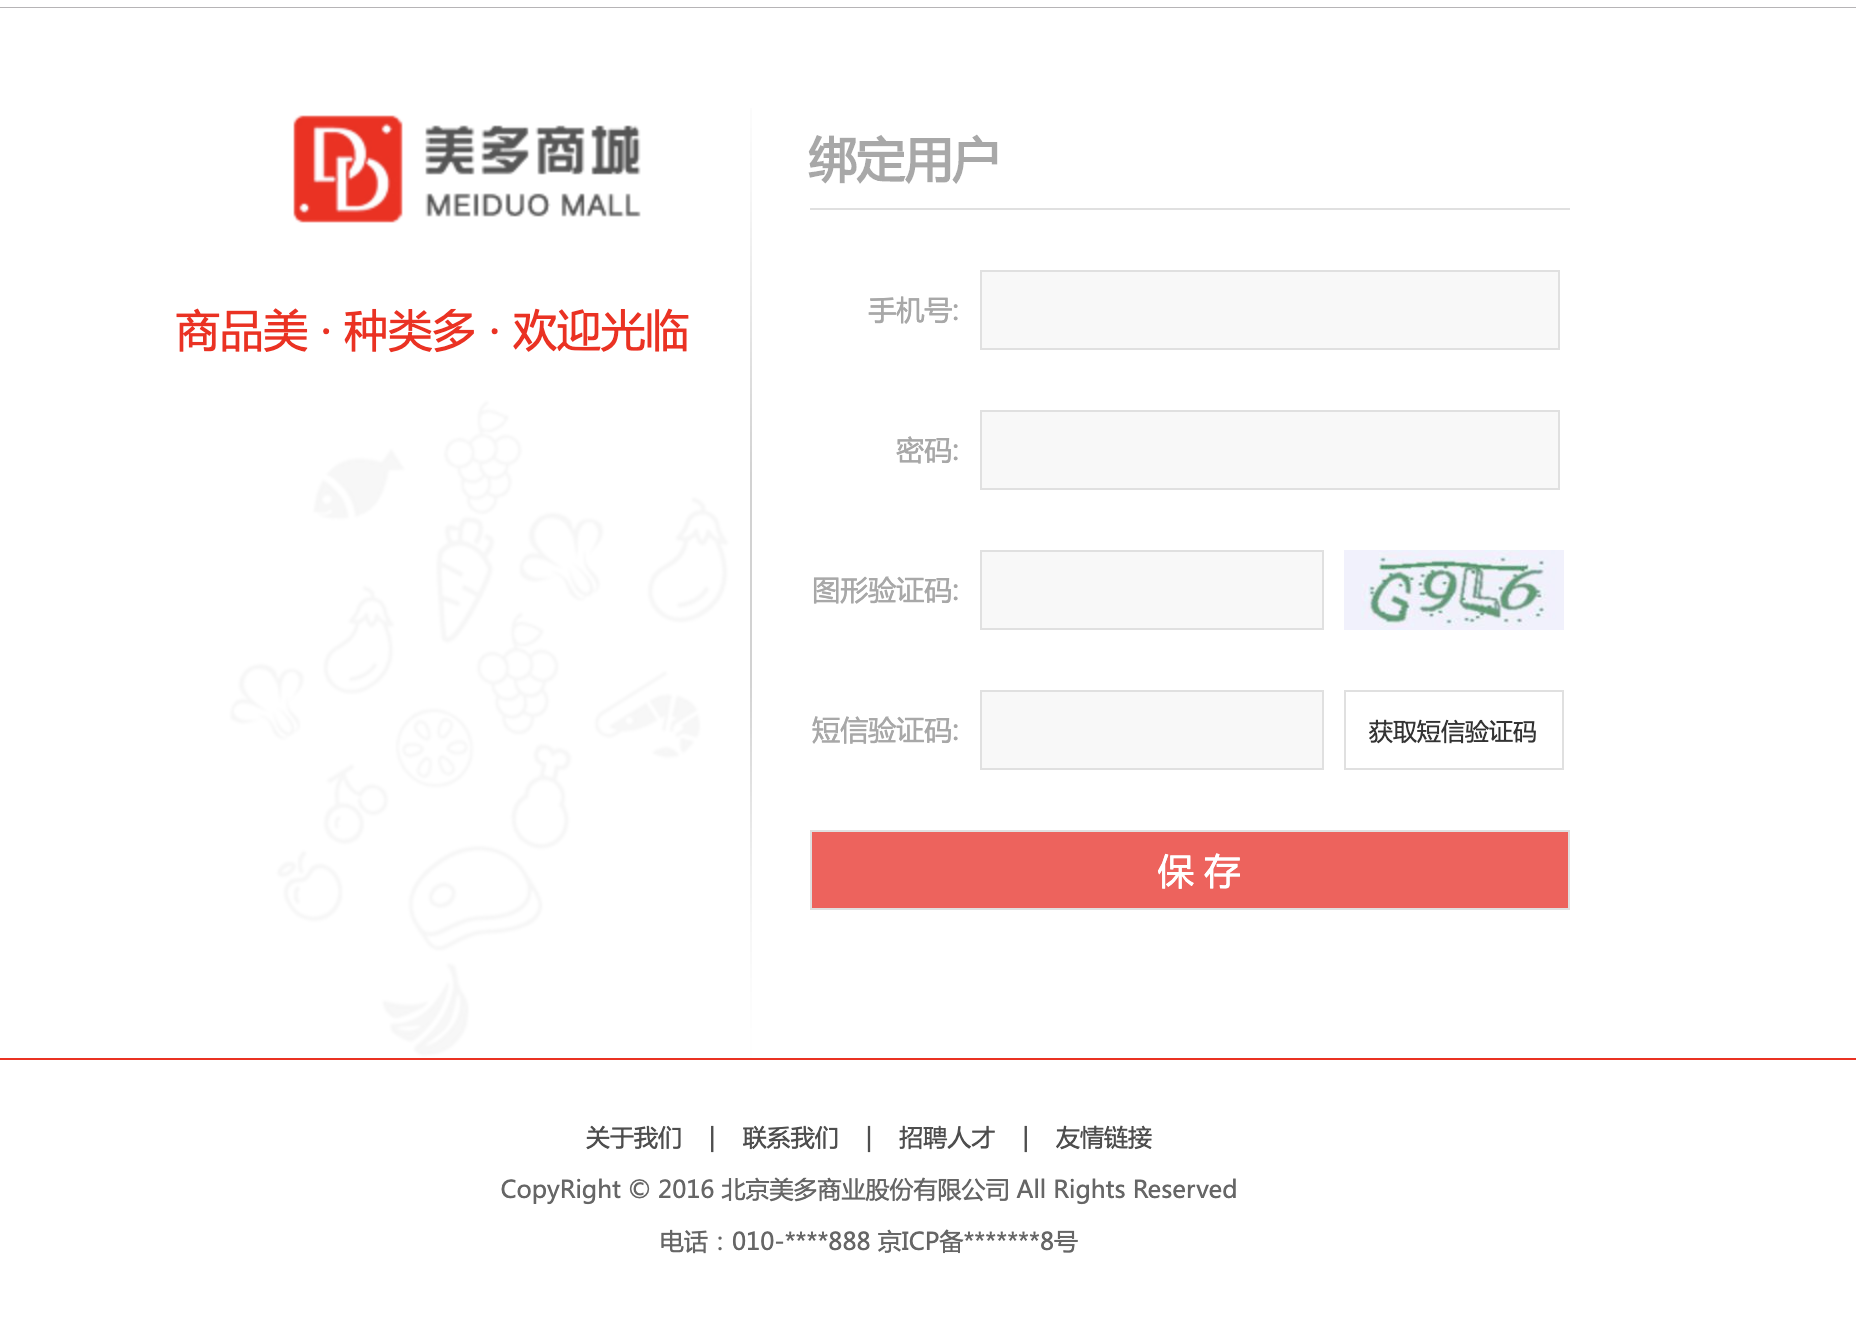 美多商城
MEIDUO MALL
商品美 · 种类多 · 欢迎光临
绑定用户
手机号:
密码:
图形验证码:
G9L6
短信验证码:
获取短信验证码
保 存
关于我们 | 联系我们 | 招聘人才 | 友情链接
CopyRight © 2016 北京美多商业股份有限公司 All Rights Reserved
电话：010-****888 京ICP备*******8号